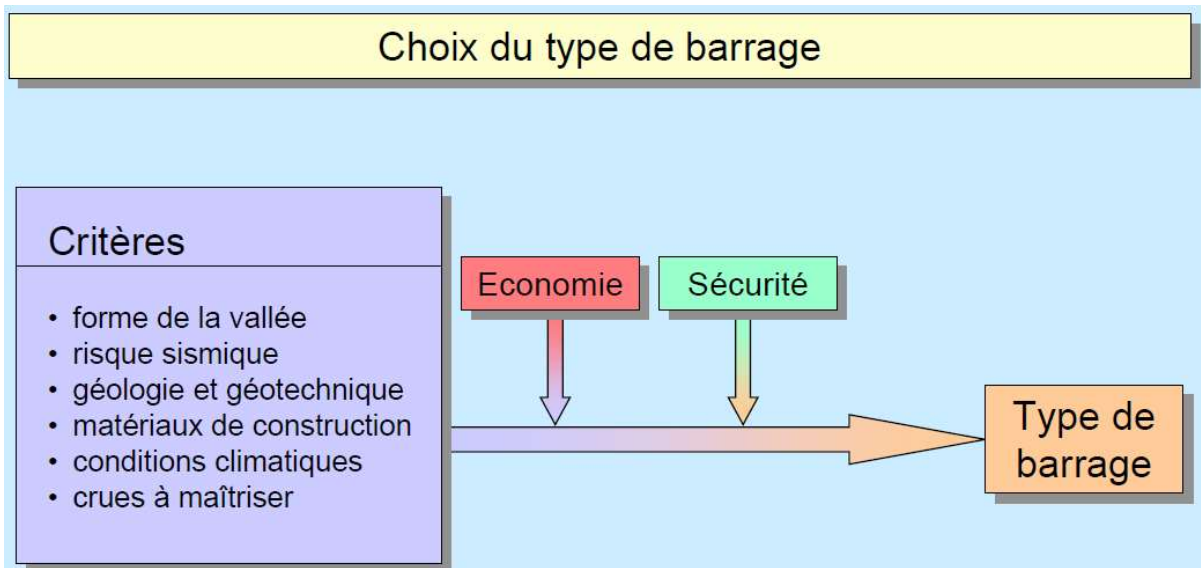 Choix du type de barrage
Critères
• forme de la vallée
• risque sismique
• géologie et géotechnique
• matériaux de construction
• conditions climatiques
• crues à maîtriser
Economie
Sécurité
Type de
barrage